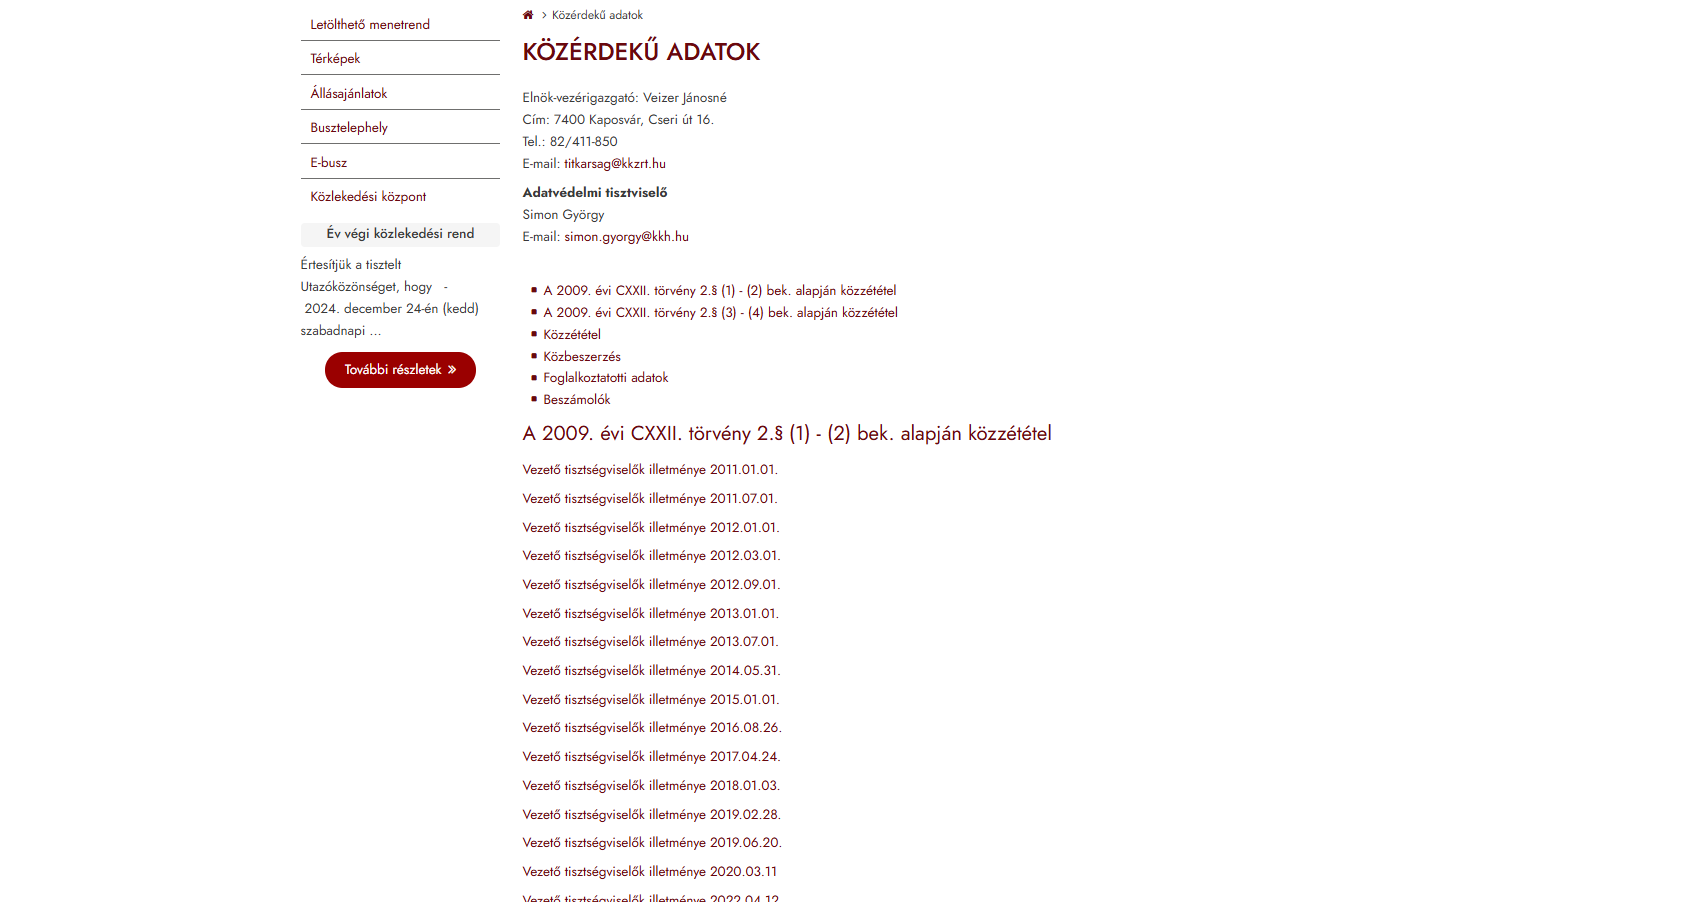 Letölthető menetrend
Térképek
Állásajánlatok
Busztelephely
E-busz
Közlekedési központ
Év végi közlekedési rend
Értesítjük a tisztelt
Utazóközönséget, hogy -
2024. december 24-én (kedd)
szabadnapi ...
További részletek »
> Közérdekű adatok
KÖZÉRDEKŰ ADATOK
Elnök-vezérigazgató: Veizer Jánosné
Cím: 7400 Kaposvár, Cseri út 16.
Tel.: 82/411-850
E-mail: titkarsag@kkzrt.hu
Adatvédelmi tisztviselő
Simon György
E-mail: simon.gyorgy@kkh.hu
A 2009. évi CXXII. törvény 2.§ (1) - (2) bek. alapján közzététel
A 2009. évi CXXII. törvény 2.§ (3) - (4) bek. alapján közzététel
Közzététel
Közbeszerzés
Foglalkoztatotti adatok
Beszámolók
A 2009. évi CXXII. törvény 2.§ (1) - (2) bek. alapján közzététel
Vezető tisztségviselők illetménye 2011.01.01.
Vezető tisztségviselők illetménye 2011.07.01.
Vezető tisztségviselők illetménye 2012.01.01.
Vezető tisztségviselők illetménye 2012.03.01.
Vezető tisztségviselők illetménye 2012.09.01.
Vezető tisztségviselők illetménye 2013.01.01.
Vezető tisztségviselők illetménye 2013.07.01.
Vezető tisztségviselők illetménye 2014.05.31.
Vezető tisztségviselők illetménye 2015.01.01.
Vezető tisztségviselők illetménye 2016.08.26.
Vezető tisztségviselők illetménye 2017.04.24.
Vezető tisztségviselők illetménye 2018.01.03.
Vezető tisztségviselők illetménye 2019.02.28.
Vezető tisztségviselők illetménye 2019.06.20.
Vezető tisztségviselők illetménye 2020.03.11
Vezető tisztségviselők illetménye 2022.04.12